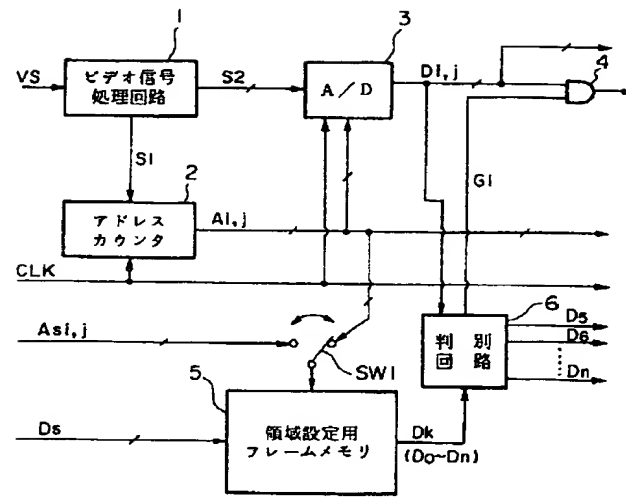 1
3
VS
ビデオ信号
処理回路
S2
A/D
Di,j
4
S1
2
G1
アドレス
カウンタ
Ai,j
CLK
6
Asi,j
判別
回路
D5
D6
Dn
SW1
5
領域設定用
フレームメモリ
Ds
Dk
(D0~Dn)